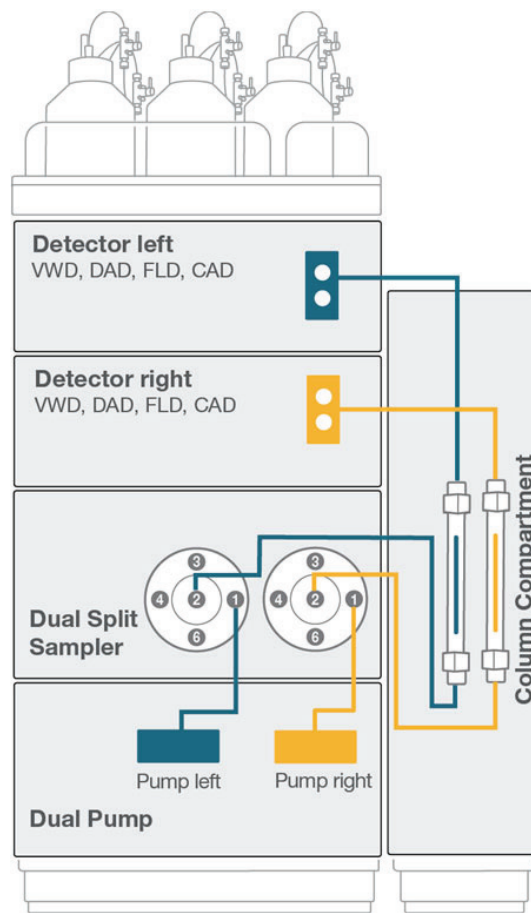 Detector left
VWD, DAD, FLD, CAD
Detector right
VWD, DAD, FLD, CAD
Dual Split
Sampler
3
4
2
1
6
3
4
2
1
6
Pump left
Pump right
Dual Pump
Column Compartment